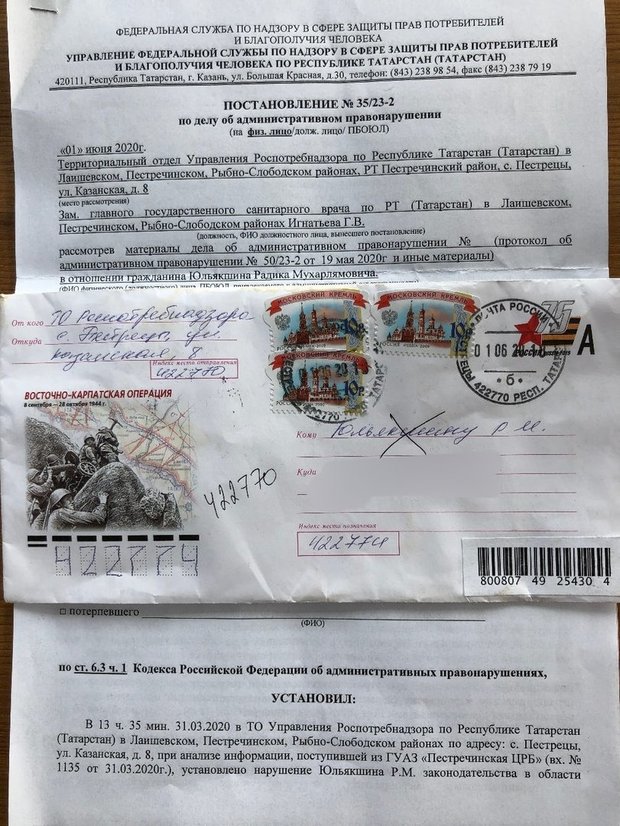 ФЕДЕРАЛЬНАЯ СЛУЖБА ПО НАДЗОРУ В СФЕРЕ ЗАЩИТЫ ПРАВ ПОТРЕБИТЕЛЕЙ
И БЛАГОПОЛУЧИЯ ЧЕЛОВЕКА
УПРАВЛЕНИЕ ФЕДЕРАЛЬНОЙ СЛУЖБЫ ПО НАДЗОРУ В СФЕРЕ ЗАЩИТЫ ПРАВ ПОТРЕБИТЕЛЕЙ
И БЛАГОПОЛУЧИЯ ЧЕЛОВЕКА ПО РЕСПУБЛИКЕ ТАТАРСТАН (ТАТАРСТАН)
420111, Республика Татарстан, г. Казань, ул. Большая Красная, д.30, телефон: (843) 238 98 54, факс (843) 238 79 19
ПОСТАНОВЛЕНИЕ № 35/23-2
по делу об административном правонарушении
(на физ. лицо/долж. лицо/ ПБОЮЛ)
«01» июня 2020г.
Территориальный отдел Управления Роспотребнадзора по Республике Татарстан (Татарстан) в
Лаишевском, Пестречинском, Рыбно-Слободском районах, РТ Пестречинский район, с. Пестрецы,
ул. Казанская, д. 8
(место рассмотрения)
Зам. главного государственного санитарного врача по РТ (Татарстан) в Лаишевском,
Пестречинском, Рыбно-Слободском районах Игнатьева Г.В.
(должность, ФИО должностного лица, вынесшего постановление)
рассмотрев материалы дела об административном правонарушении № (протокол об
административном правонарушении № 50/23-2 от 19 мая 2020г и иные материалы)
в отношении гражданина Юльякшина Радика Мухарлямовича.
От кого ТО Роспотребнадзора
Откуда с. Пестрецы, ул.
Казанская, 8
Индекс места отправления
422770
МОСКОВСКИЙ КРЕМЛЬ
МОСКОВСКИЙ КРЕМЛЬ
10
10
10
ПОЧТА РОССИИ
01 06 20
422770 РЕСП. ТАТАР
б
75
А
ВОСТОЧНО-КАРПАТСКАЯ ОПЕРАЦИЯ
8 сентября — 28 октября 1944 г.
Кому Юльякшину Р.М.
Куда
422770
Индекс места назначения
422774
422774
800807 49 25430 4
□ потерпевшего
(ФИО)
по ст. 6.3 ч. 1 Кодекса Российской Федерации об административных правонарушениях,
УСТАНОВИЛ:
В 13 ч. 35 мин. 31.03.2020 в ТО Управления Роспотребнадзора по Республике Татарстан
(Татарстан) в Лаишевском, Пестречинском, Рыбно-Слободском районах по адресу: с. Пестрецы,
ул. Казанская, д. 8, при анализе информации, поступившей из ГУАЗ «Пестречинская ЦРБ» (вх. №
1135 от 31.03.2020г.), установлено нарушение Юльякшина Р.М. законодательства в области